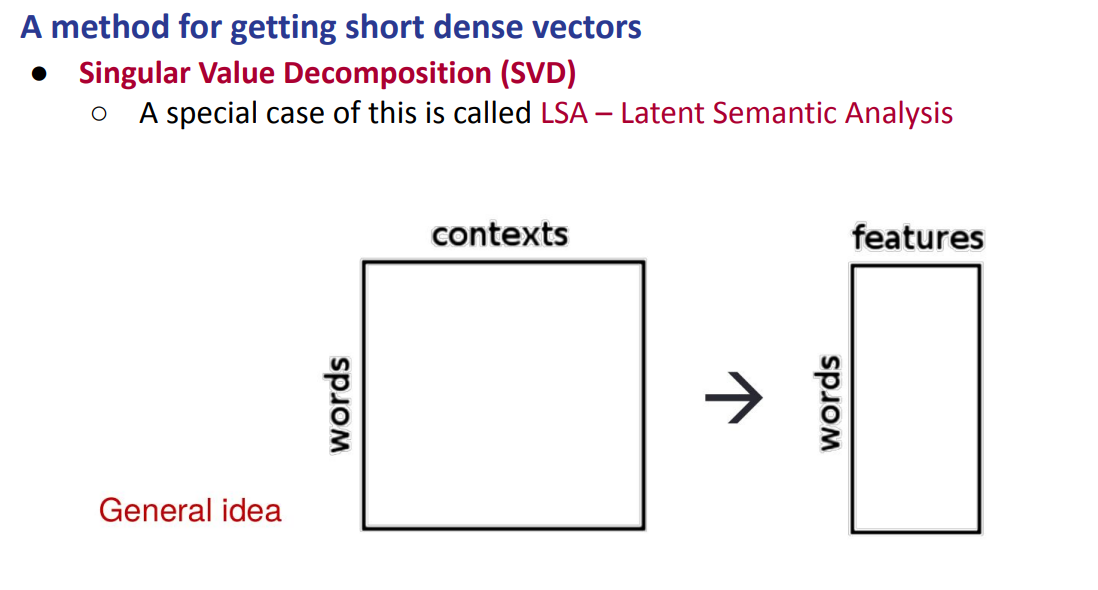 A method for getting short dense vectors
● Singular Value Decomposition (SVD)
○ A special case of this is called LSA – Latent Semantic Analysis
contexts
features
words
words
General idea